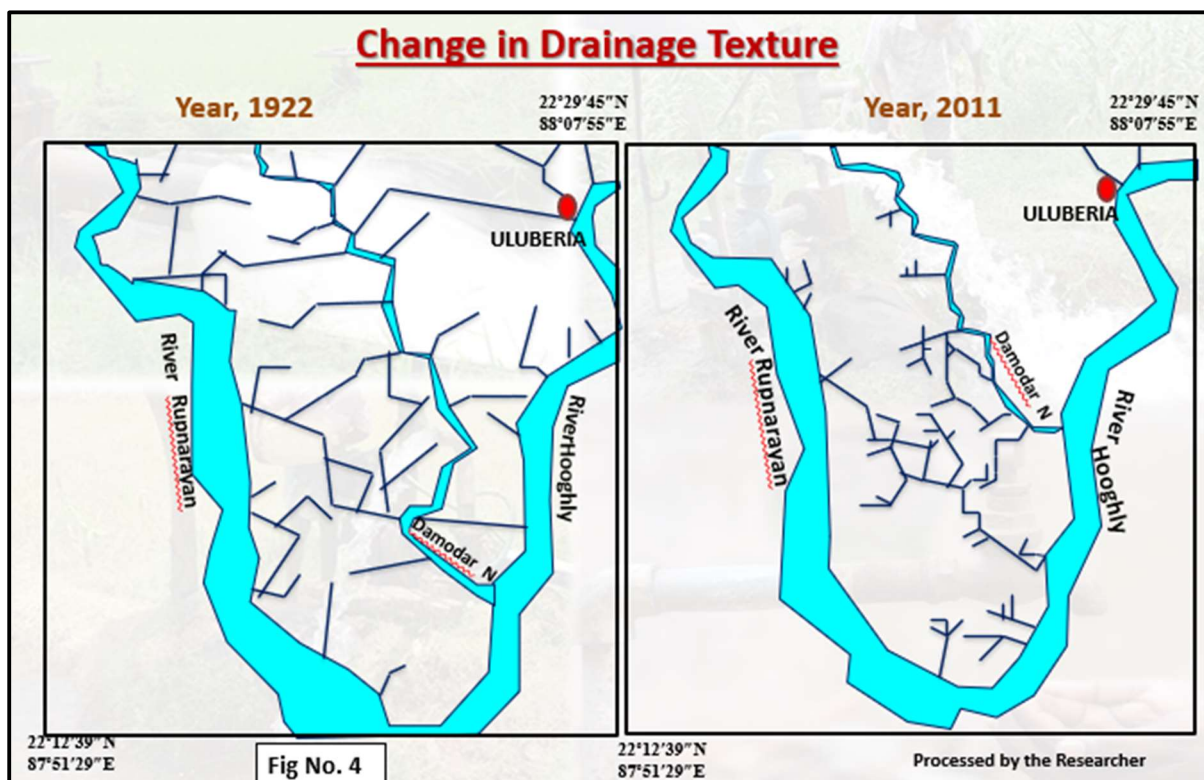 Change in Drainage Texture
Year, 1922
22°29'45"N
88°07'55"E
Year, 2011
22°29'45"N
88°07'55"E
ULUBERIA
River Rupnarayan
RiverHooghly
Damodar N
ULUBERIA
River Rupnarayan
Damodar N
River Hooghly
22°12'39"N
87°51'29"E
Fig No. 4
22°12'39"N
87°51'29"E
Processed by the Researcher